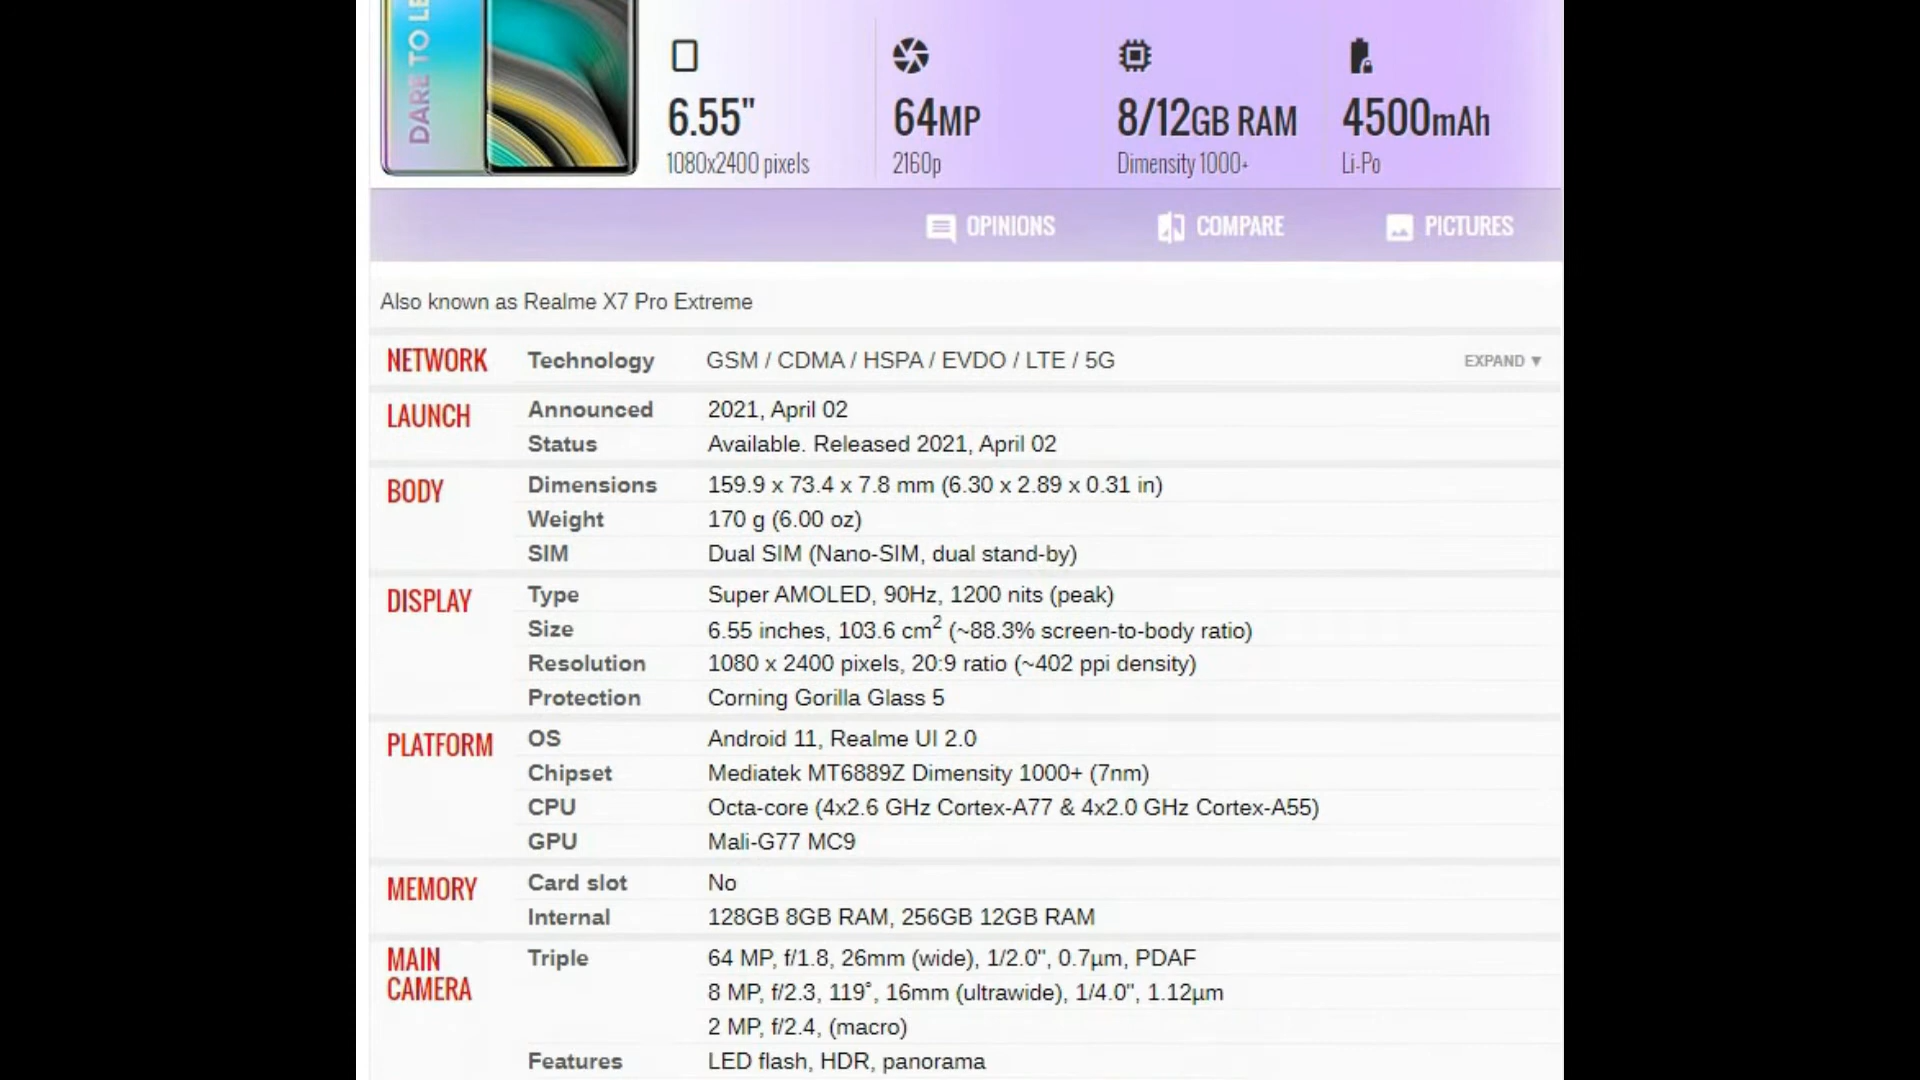 DARE TO LE
6.55"
1080x2400 pixels
64MP
2160p
8/12GB RAM
Dimensity 1000+
4500mAh
Li-Po
OPINIONS
COMPARE
PICTURES
Also known as Realme X7 Pro Extreme
NETWORK Technology GSM / CDMA / HSPA / EVDO / LTE / 5G EXPAND ▼
LAUNCH Announced 2021, April 02
Status Available. Released 2021, April 02
BODY Dimensions 159.9 x 73.4 x 7.8 mm (6.30 x 2.89 x 0.31 in)
Weight 170 g (6.00 oz)
SIM Dual SIM (Nano-SIM, dual stand-by)
DISPLAY Type Super AMOLED, 90Hz, 1200 nits (peak)
Size 6.55 inches, 103.6 cm² (~88.3% screen-to-body ratio)
Resolution 1080 x 2400 pixels, 20:9 ratio (~402 ppi density)
Protection Corning Gorilla Glass 5
PLATFORM OS Android 11, Realme UI 2.0
Chipset Mediatek MT6889Z Dimensity 1000+ (7nm)
CPU Octa-core (4x2.6 GHz Cortex-A77 & 4x2.0 GHz Cortex-A55)
GPU Mali-G77 MC9
MEMORY Card slot No
Internal 128GB 8GB RAM, 256GB 12GB RAM
MAIN CAMERA Triple 64 MP, f/1.8, 26mm (wide), 1/2.0", 0.7µm, PDAF
8 MP, f/2.3, 119˚, 16mm (ultrawide), 1/4.0", 1.12µm
2 MP, f/2.4, (macro)
Features LED flash, HDR, panorama